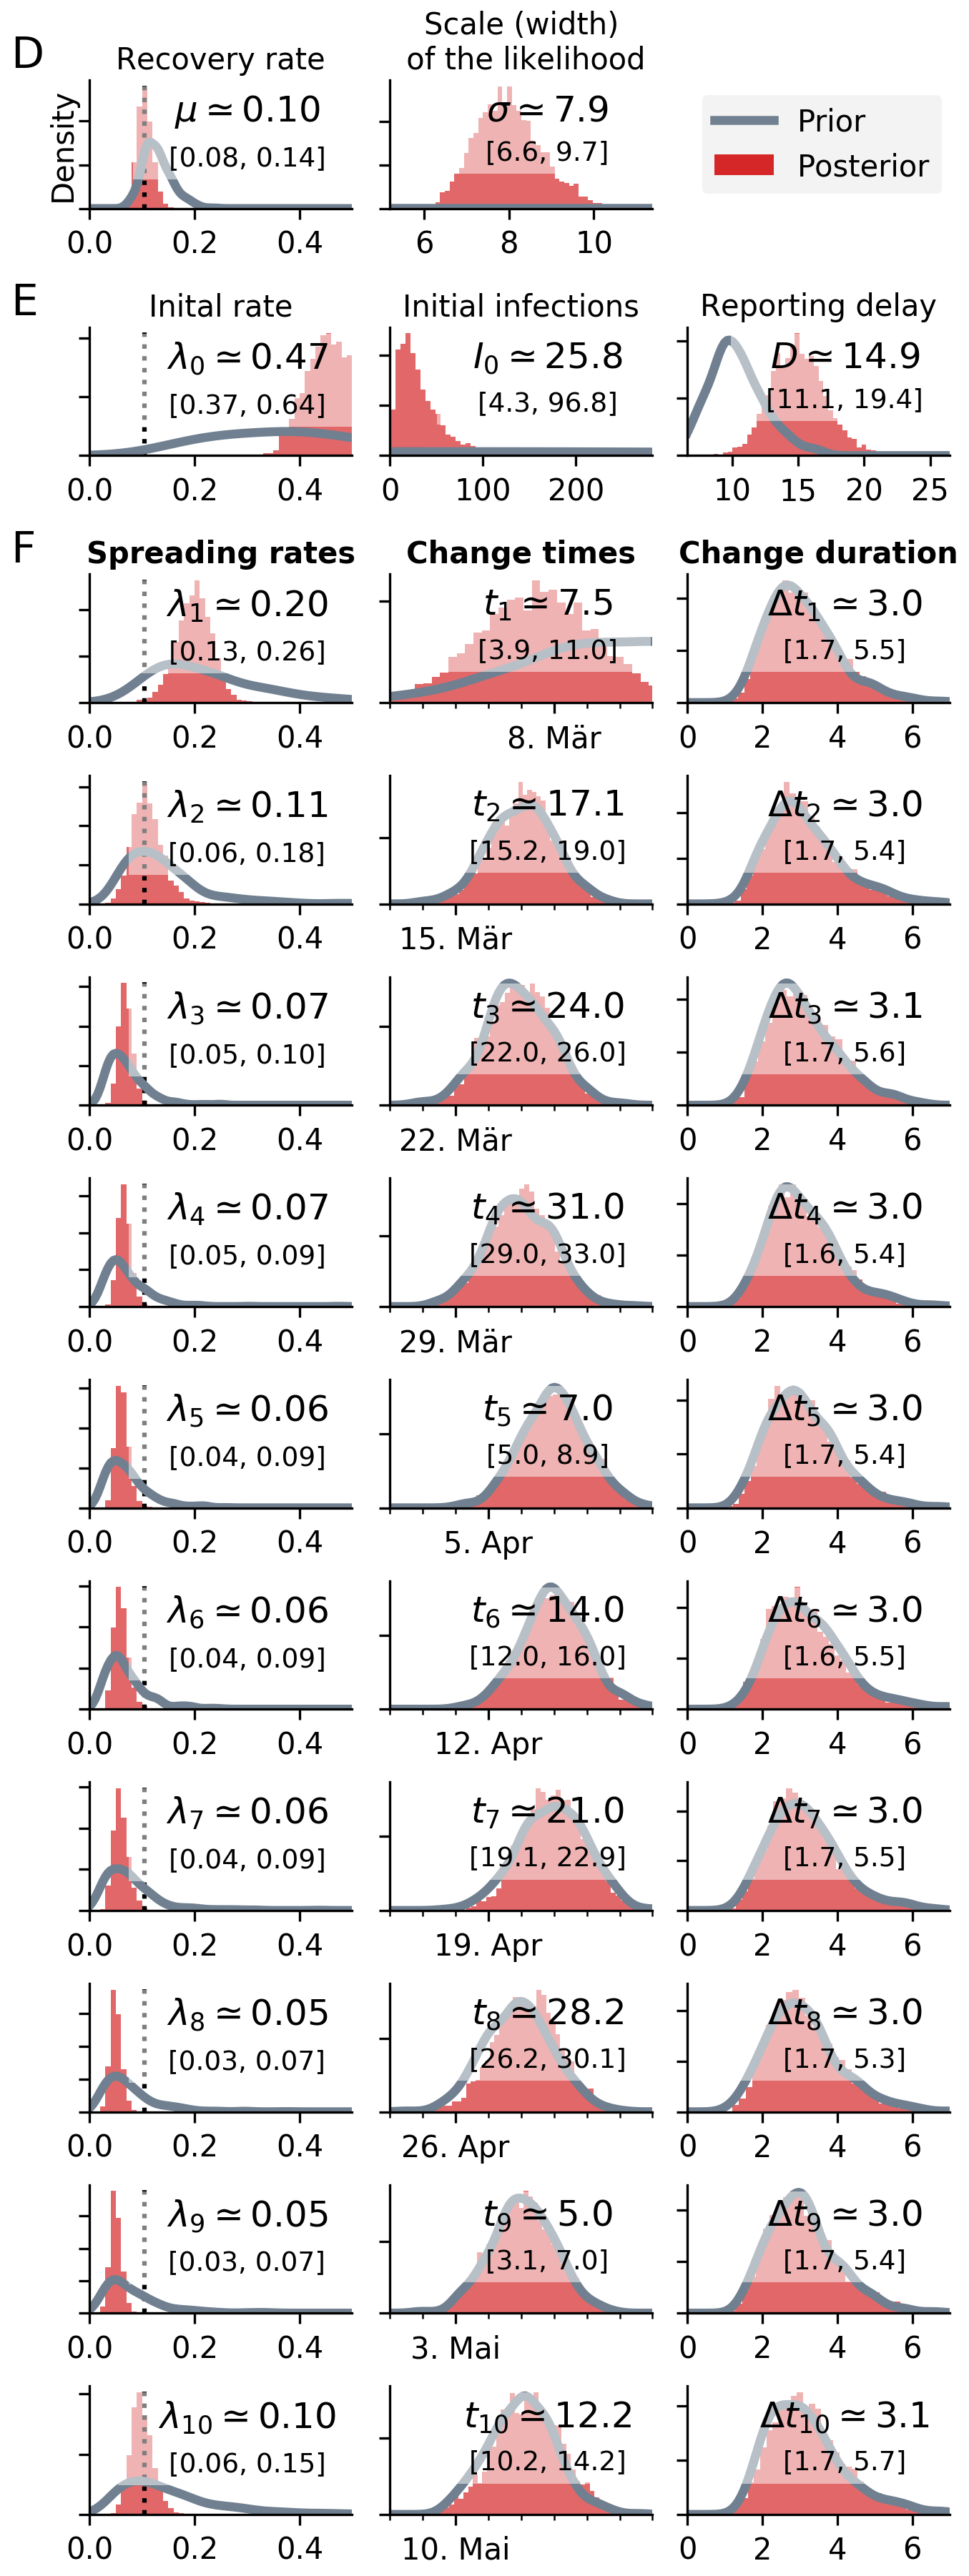 D
Recovery rate
Scale (width)
of the likelihood
Density
μ ≃ 0.10
[0.08, 0.14]
0.0 0.2 0.4
σ ≃ 7.9
[6.6, 9.7]
6 8 10
Prior
Posterior
E
Inital rate
Initial infections
Reporting delay
λ0 ≃ 0.47
[0.37, 0.64]
0.0 0.2 0.4
I0 ≃ 25.8
[4.3, 96.8]
0 100 200
D ≃ 14.9
[11.1, 19.4]
10 15 20 25
F
Spreading rates
Change times
Change duration
λ1 ≃ 0.20
[0.13, 0.26]
0.0 0.2 0.4
t1 ≃ 7.5
[3.9, 11.0]
8. Mär
Δt1 ≃ 3.0
[1.7, 5.5]
0 2 4 6
λ2 ≃ 0.11
[0.06, 0.18]
0.0 0.2 0.4
t2 ≃ 17.1
[15.2, 19.0]
15. Mär
Δt2 ≃ 3.0
[1.7, 5.4]
0 2 4 6
λ3 ≃ 0.07
[0.05, 0.10]
0.0 0.2 0.4
t3 ≃ 24.0
[22.0, 26.0]
22. Mär
Δt3 ≃ 3.1
[1.7, 5.6]
0 2 4 6
λ4 ≃ 0.07
[0.05, 0.09]
0.0 0.2 0.4
t4 ≃ 31.0
[29.0, 33.0]
29. Mär
Δt4 ≃ 3.0
[1.6, 5.4]
0 2 4 6
λ5 ≃ 0.06
[0.04, 0.09]
0.0 0.2 0.4
t5 ≃ 7.0
[5.0, 8.9]
5. Apr
Δt5 ≃ 3.0
[1.7, 5.4]
0 2 4 6
λ6 ≃ 0.06
[0.04, 0.09]
0.0 0.2 0.4
t6 ≃ 14.0
[12.0, 16.0]
12. Apr
Δt6 ≃ 3.0
[1.6, 5.5]
0 2 4 6
λ7 ≃ 0.06
[0.04, 0.09]
0.0 0.2 0.4
t7 ≃ 21.0
[19.1, 22.9]
19. Apr
Δt7 ≃ 3.0
[1.7, 5.5]
0 2 4 6
λ8 ≃ 0.05
[0.03, 0.07]
0.0 0.2 0.4
t8 ≃ 28.2
[26.2, 30.1]
26. Apr
Δt8 ≃ 3.0
[1.7, 5.3]
0 2 4 6
λ9 ≃ 0.05
[0.03, 0.07]
0.0 0.2 0.4
t9 ≃ 5.0
[3.1, 7.0]
3. Mai
Δt9 ≃ 3.0
[1.7, 5.4]
0 2 4 6
λ10 ≃ 0.10
[0.06, 0.15]
0.0 0.2 0.4
t10 ≃ 12.2
[10.2, 14.2]
10. Mai
Δt10 ≃ 3.1
[1.7, 5.7]
0 2 4 6